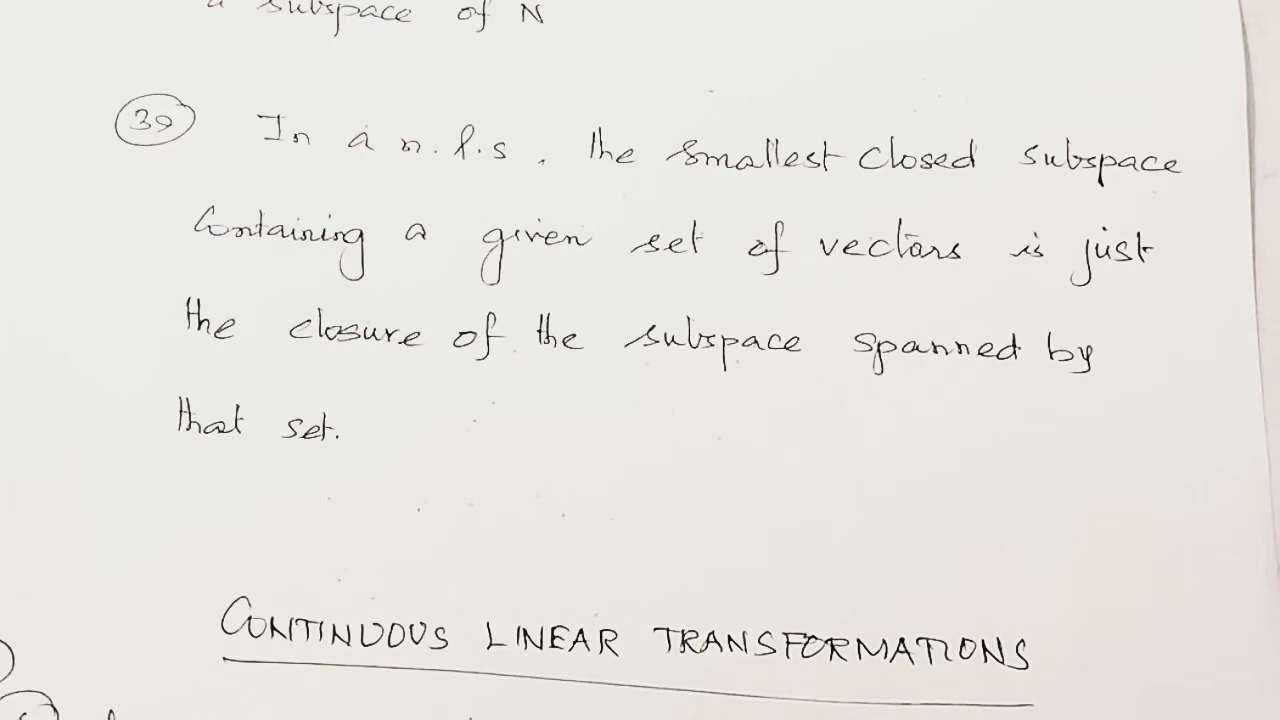 a subspace of N
39 In a n.l.s. the smallest closed subspace
containing a given set of vectors is just
the closure of the subspace spanned by
that set.
CONTINUOUS LINEAR TRANSFORMATIONS